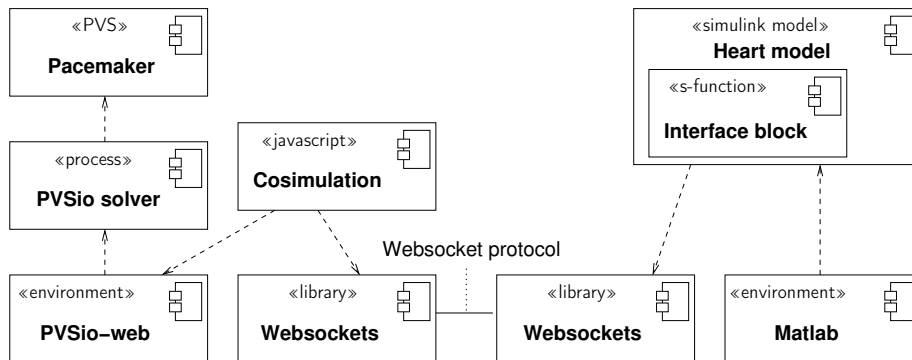 «PVS»
Pacemaker
«simulink model»
Heart model
«s-function»
Interface block
«process»
PVSio solver
«javascript»
Cosimulation
Websocket protocol
«environment»
PVSio-web
«library»
Websockets
«library»
Websockets
«environment»
Matlab